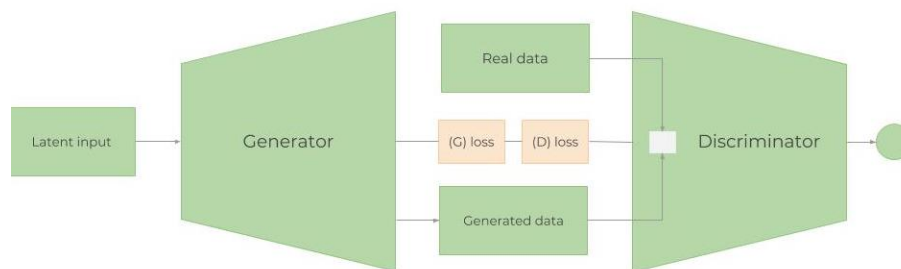 Latent input
Generator
Real data
(G) loss
(D) loss
Generated data
Discriminator